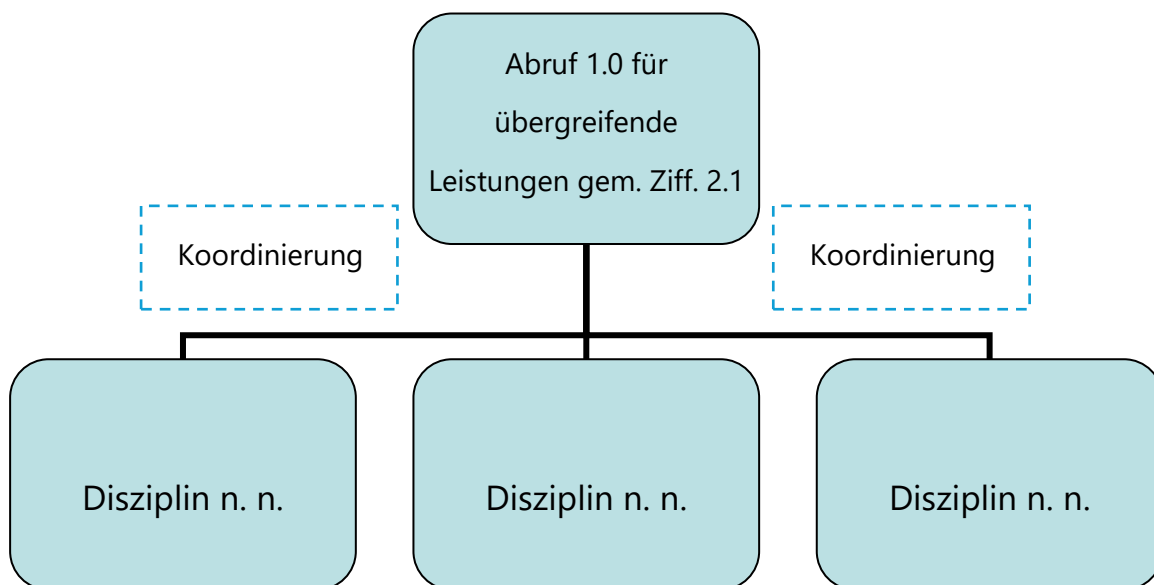 Abruf 1.0 für
übergreifende
Leistungen gem. Ziff. 2.1
Koordinierung
Koordinierung
Disziplin n. n.
Disziplin n. n.
Disziplin n. n.